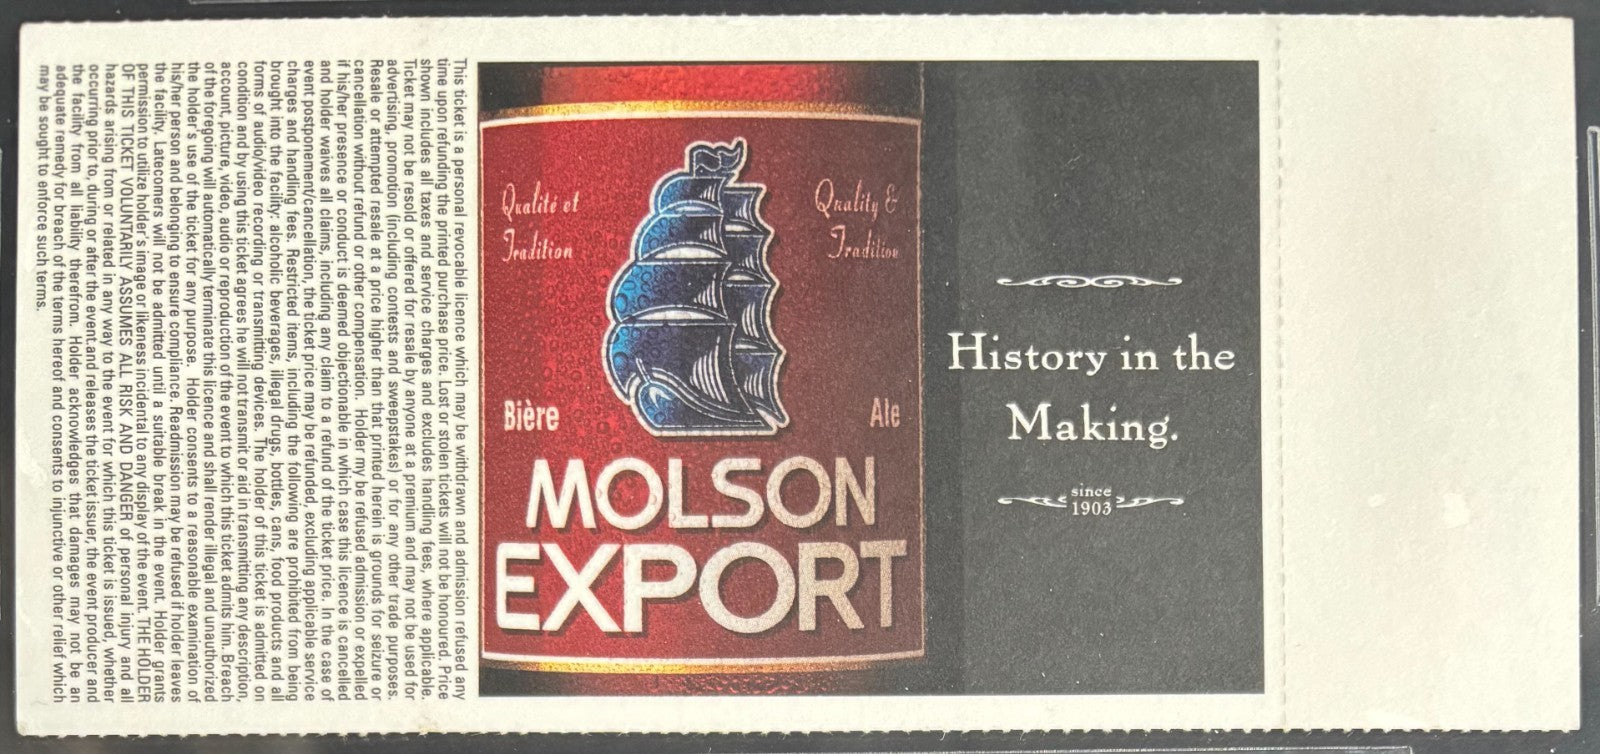 This ticket is a personal revocable licence which may be withdrawn and admission refused any
time upon refunding the printed purchase price. Lost or stolen tickets will not be honoured. Price
shown includes all taxes and service charges and excludes handling fees, where applicable.
Ticket may not be resold or offered for resale by anyone at a premium and may not be used for
advertising, promotion (including contests and sweepstakes) or for any other trade purposes.
Resale or attempted resale at a price higher than that printed herein is grounds for seizure or
cancellation without refund or other compensation. Holder my be refused admission or expelled
if his/her presence or conduct is deemed objectionable in which case this licence is cancelled
and holder waives all claims, including any claim to a refund of the ticket price. In the case of
event postponement/cancellation, the ticket price may be refunded, excluding applicable service
charges and handling fees. Restricted items, including the following are prohibited from being
brought into the facility: alcoholic beverages, illegal drugs, bottles, cans, food products and all
forms of audio/video recording or transmitting devices. The holder of this ticket is admitted on
condition and by using this ticket agrees he will not transmit or aid in transmitting any description,
account, picture, video, audio or reproduction of the event to which this ticket admits him. Breach
of the foregoing will automatically terminate this licence and shall render illegal and unauthorized
the holder's use of the ticket for any purpose. Holder consents to a reasonable examination of
his/her person and belonging to ensure compliance. Readmission may be refused if holder leaves
the facility. Latecomers will not be admitted until a suitable break in the event. Holder grants
permission to utilize holder's image or likeness incidental to any display of the event. THE HOLDER
OF THIS TICKET VOLUNTARILY ASSUMES ALL RISK AND DANGER of personal injury and all
hazards arising from or related in any way to the event for which this ticket is issued, whether
occurring prior to, during or after the event and releases the ticket issuer, the event producer and
the facility from all liability therefrom. Holder acknowledges that damages may not be an
adequate remedy for breach of the terms hereof and consents to injunctive or other relief which
may be sought to enforce such terms.
Qualité et
Tradition
Quality &
Tradition
Bière
Ale
MOLSON
EXPORT
History in the
Making.
since
1903